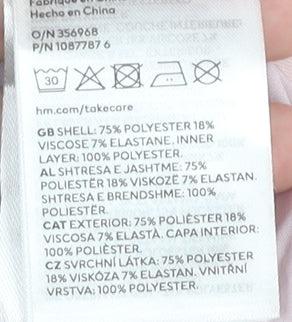 Fabriqué en Chine
Hecho en China
O/N 356968
P/N 1087787 6
30
hm.com/takecare
GB SHELL: 75% POLYESTER 18%
VISCOSE 7% ELASTANE. INNER
LAYER: 100% POLYESTER.
AL SHTRESA E JASHTME: 75%
POLIESTËR 18% VISKOZË 7% ELASTAN.
SHTRESA E BRENDSHME: 100%
POLIESTËR.
CAT EXTERIOR: 75% POLIÈSTER 18%
VISCOSA 7% ELASTÀ. CAPA INTERIOR:
100% POLIÈSTER.
CZ SVRCHNÍ LÁTKA: 75% POLYESTER
18% VISKÓZA 7% ELASTAN. VNITŘNÍ
VRSTVA: 100% POLYESTER.